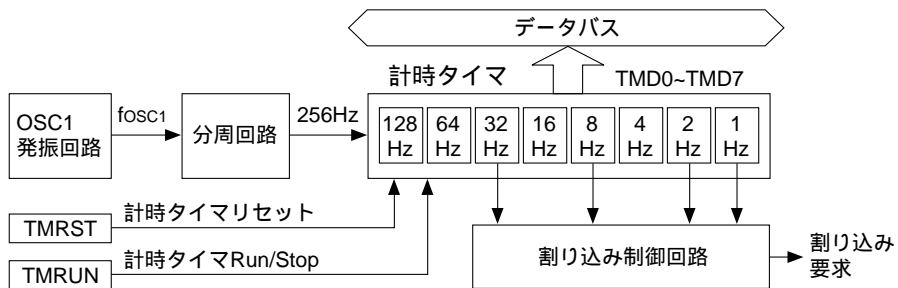 データバス
計時タイマ
TMD0~TMD7
OSC1
発振回路
fOSC1
分周回路
256Hz
128
Hz
64
Hz
32
Hz
16
Hz
8
Hz
4
Hz
2
Hz
1
Hz
TMRST
計時タイマリセット
TMRUN
計時タイマRun/Stop
割り込み制御回路
割り込み
要求